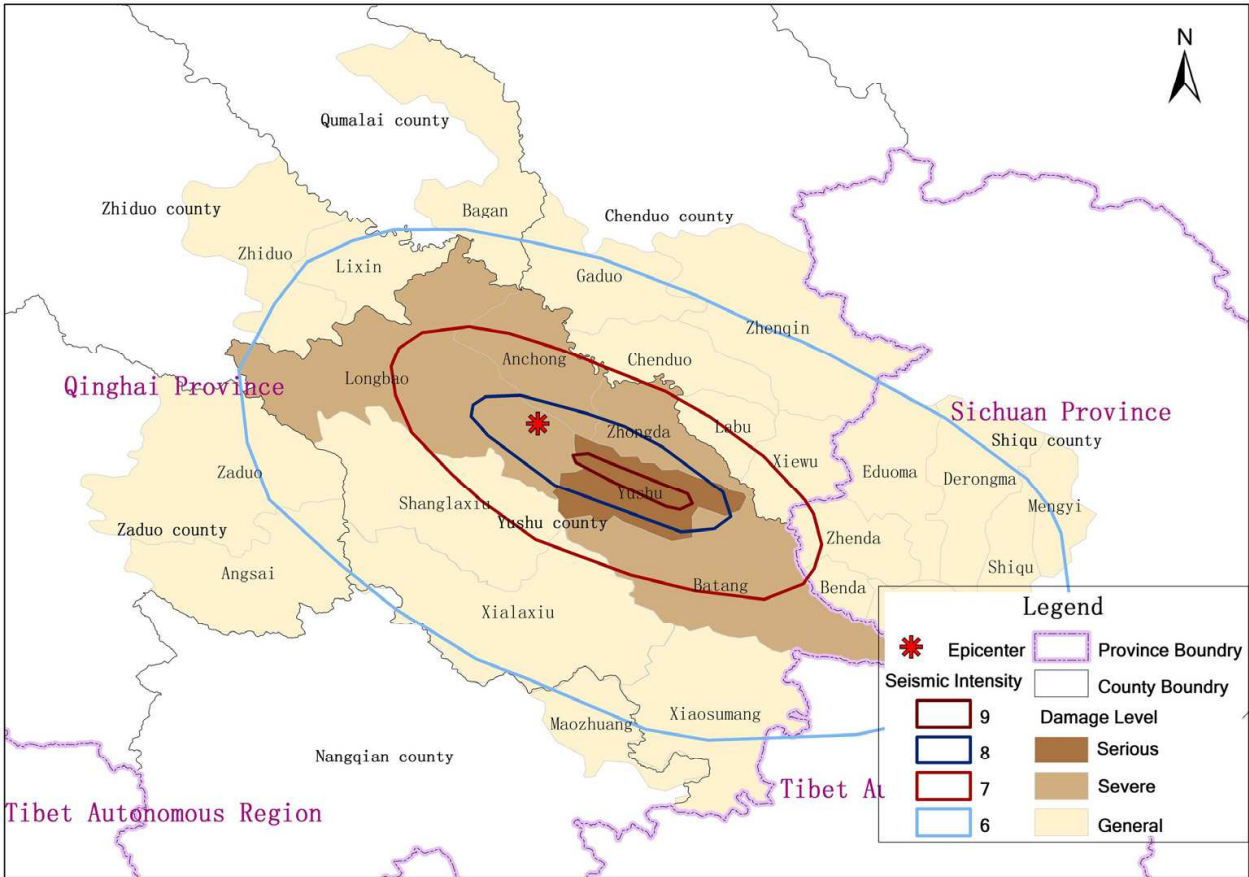 N
Qumalai county
Zhiduo county
Bagan
Chenduo county
Zhiduo
Lixin
Gaduo
Zhenqin
Anchong
Chenduo
Qinghai Province
Longbao
Sichuan Province
Labu
Zhongda
Shiqu county
Xiewu
Eduoma
Derongma
Zaduo
Yushu
Mengyi
Shanglaxiu
Yushu county
Zaduo county
Zhenda
Angsai
Shiqu
Batang
Benda
Xialaxiu
Xiaosumang
Maozhuang
Nangqian county
Tibet Au
Tibet Autonomous Region
Legend
Epicenter
Province Boundry
Seismic Intensity
County Boundry
9
Damage Level
8
Serious
7
Severe
6
General